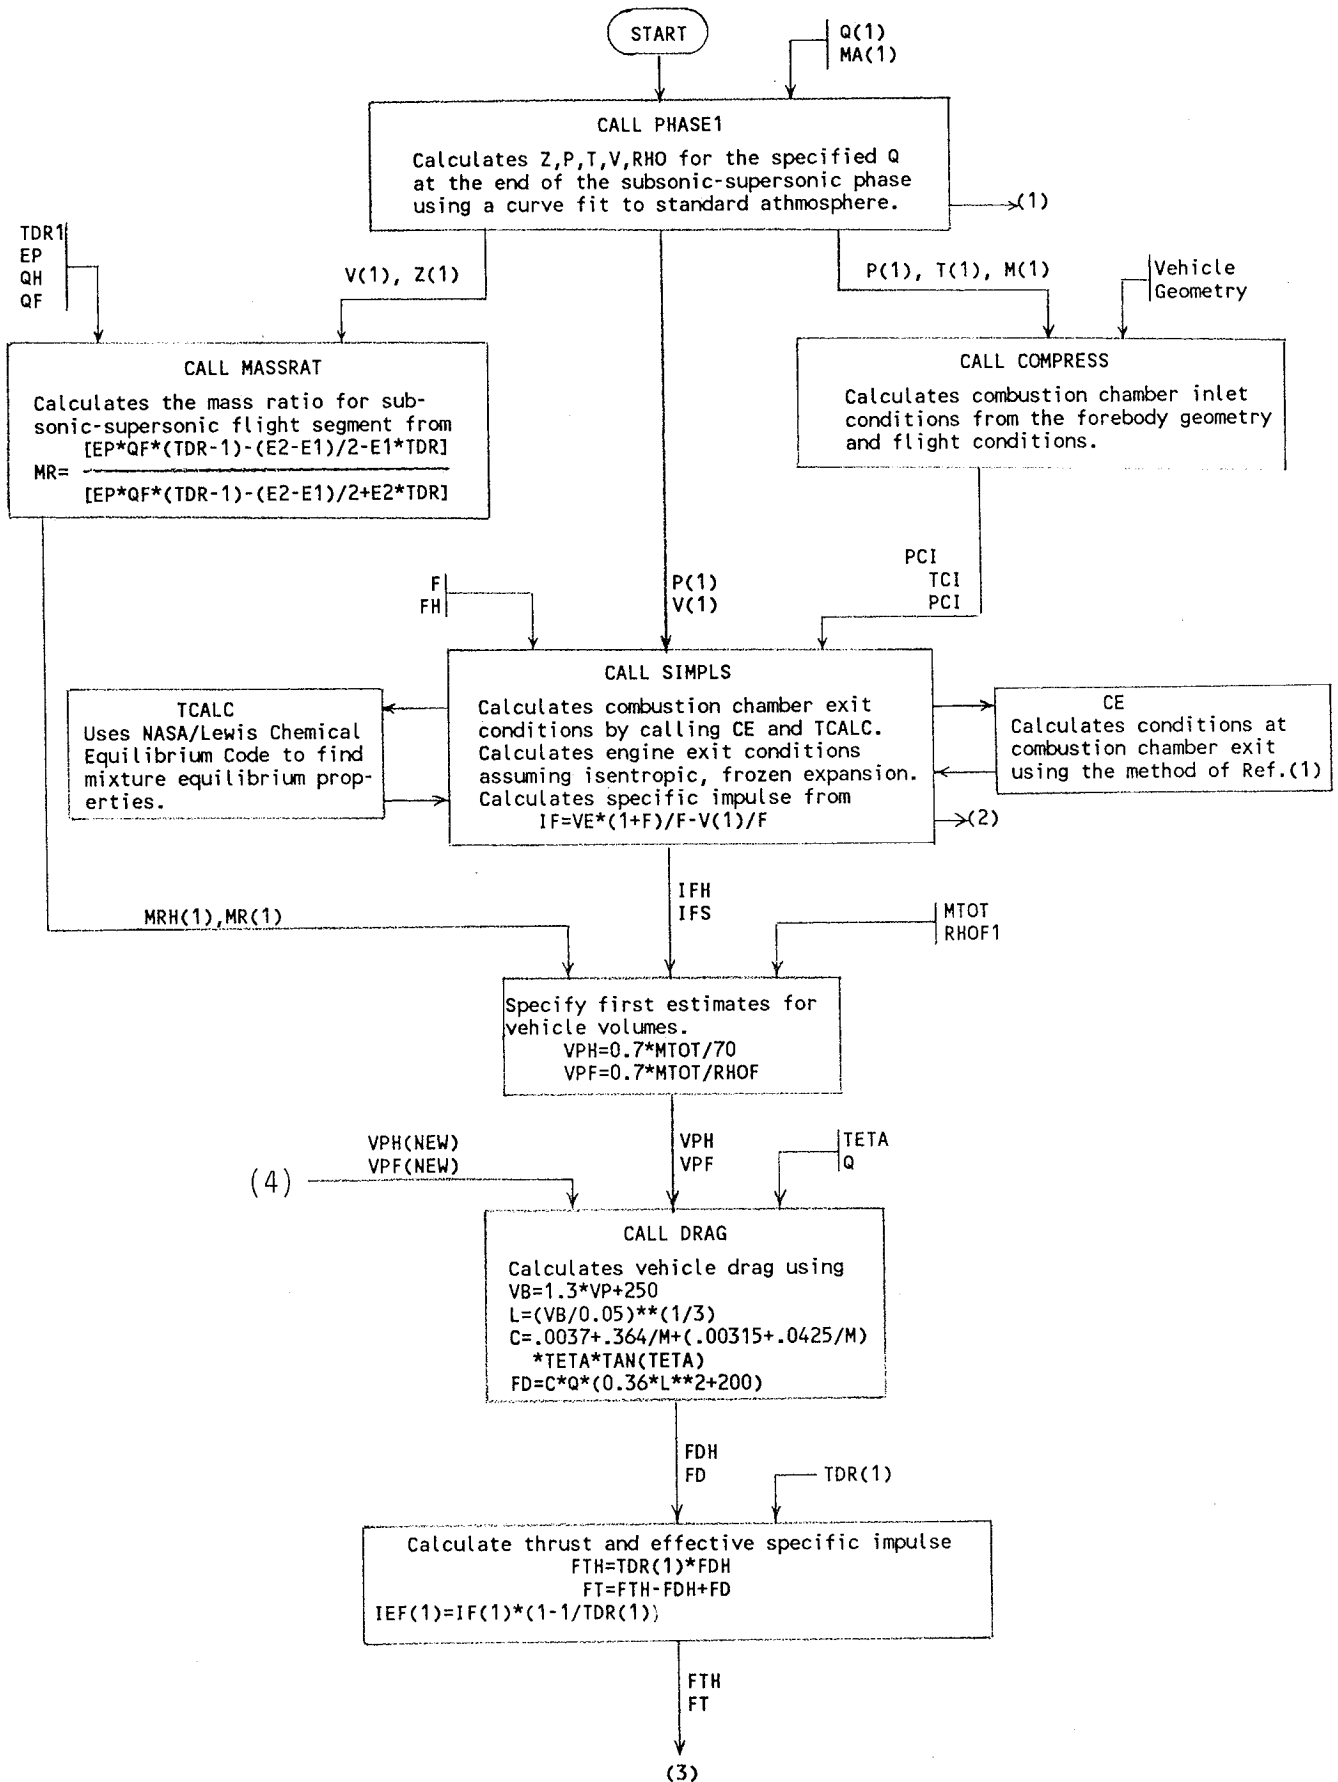 START
Q(1)
MA(1)
CALL PHASE1
Calculates Z,P,T,V,RHO for the specified Q
at the end of the subsonic-supersonic phase
using a curve fit to standard athmosphere.
(1)
TDR1
EP
QH
QF
V(1), Z(1)
P(1), T(1), M(1)
Vehicle
Geometry
CALL MASSRAT
Calculates the mass ratio for sub-
sonic-supersonic flight segment from
[EP*QF*(TDR-1)-(E2-E1)/2-E1*TDR]
MR=
[EP*QF*(TDR-1)-(E2-E1)/2+E2*TDR]
CALL COMPRESS
Calculates combustion chamber inlet
conditions from the forebody geometry
and flight conditions.
F
FH
P(1)
V(1)
PCI
TCI
PCI
TCALC
Uses NASA/Lewis Chemical
Equilibrium Code to find
mixture equilibrium prop-
erties.
CALL SIMPLS
Calculates combustion chamber exit
conditions by calling CE and TCALC.
Calculates engine exit conditions
assuming isentropic, frozen expansion.
Calculates specific impulse from
IF=VE*(1+F)/F-V(1)/F
(2)
CE
Calculates conditions at
combustion chamber exit
using the method of Ref.(1)
MRH(1),MR(1)
IFH
IFS
MTOT
RHOF1
Specify first estimates for
vehicle volumes.
VPH=0.7*MTOT/70
VPF=0.7*MTOT/RHOF
(4)
VPH(NEW)
VPF(NEW)
VPH
VPF
TETA
Q
CALL DRAG
Calculates vehicle drag using
VB=1.3*VP+250
L=(VB/0.05)**(1/3)
C=.0037+.364/M+(.00315+.0425/M)
*TETA*TAN(TETA)
FD=C*Q*(0.36*L**2+200)
FDH
FD
TDR(1)
Calculate thrust and effective specific impulse
FTH=TDR(1)*FDH
FT=FTH-FDH+FD
IEF(1)=IF(1)*(1-1/TDR(1))
FTH
FT
(3)